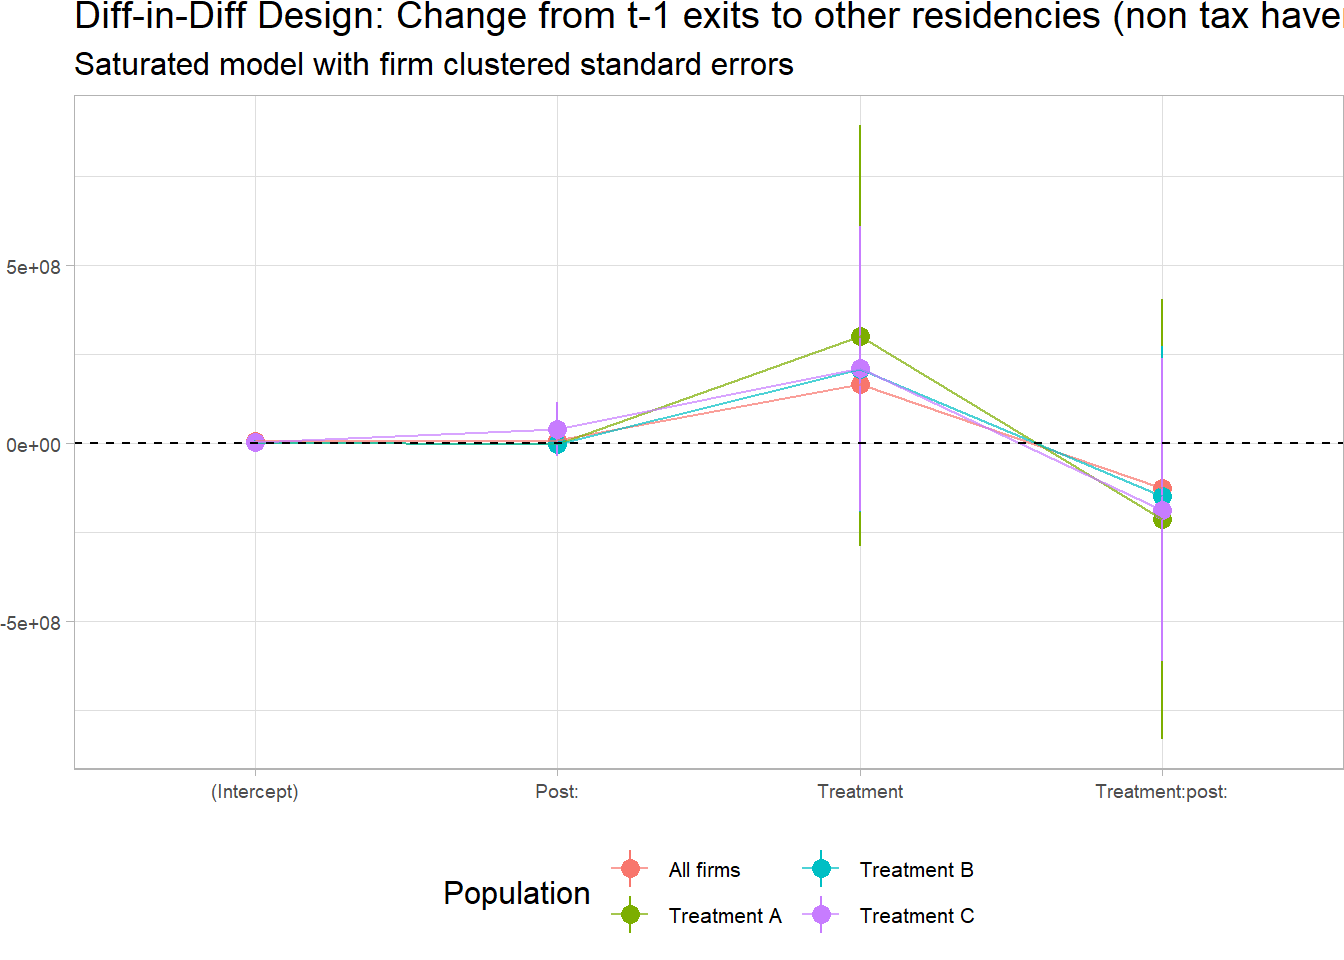 Diff-in-Diff Design: Change from t-1 exits to other residencies (non tax have
Saturated model with firm clustered standard errors
5e+08
0e+00
-5e+08
(Intercept) Post: Treatment Treatment:post:
Population
All firms Treatment B
Treatment A Treatment C